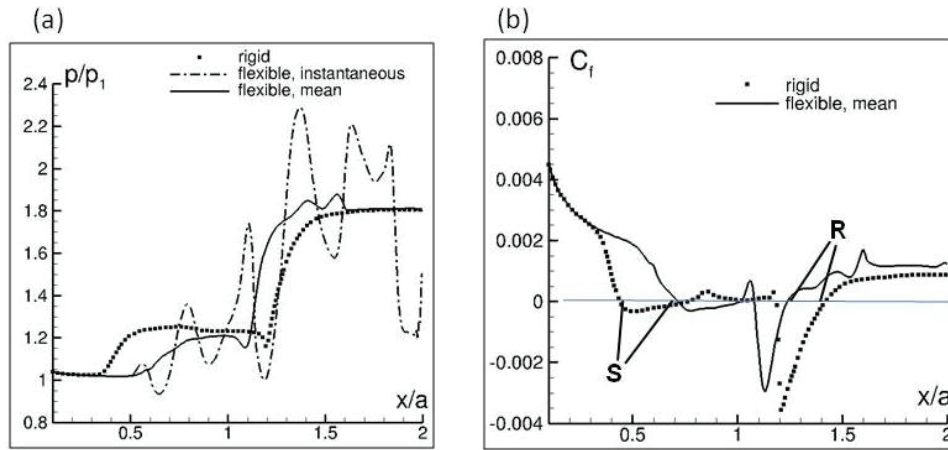 (a)
p/p1
rigid
flexible, instantaneous
flexible, mean
2.4
2.2
2
1.8
1.6
1.4
1.2
1
0.8
0.5
1
1.5
2
x/a
(b)
Cf
rigid
flexible, mean
0.008
0.006
0.004
0.002
0
-0.002
-0.004
R
S
0.5
1
1.5
2
x/a